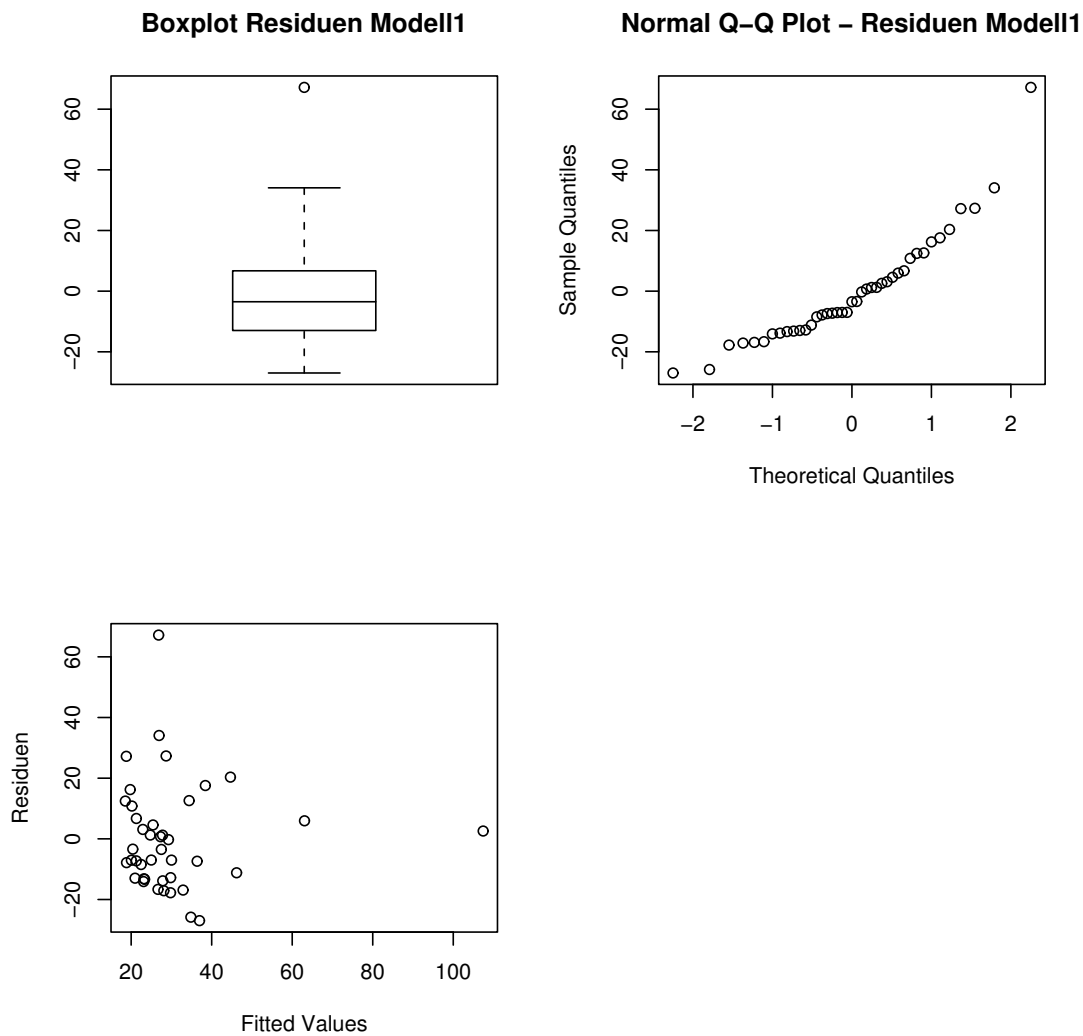 Boxplot Residuen Modell1
60
40
20
0
−20
Normal Q−Q Plot − Residuen Modell1
Sample Quantiles
60
40
20
0
−20
−2 −1 0 1 2
Theoretical Quantiles
Residuen
60
40
20
0
−20
20 40 60 80 100
Fitted Values